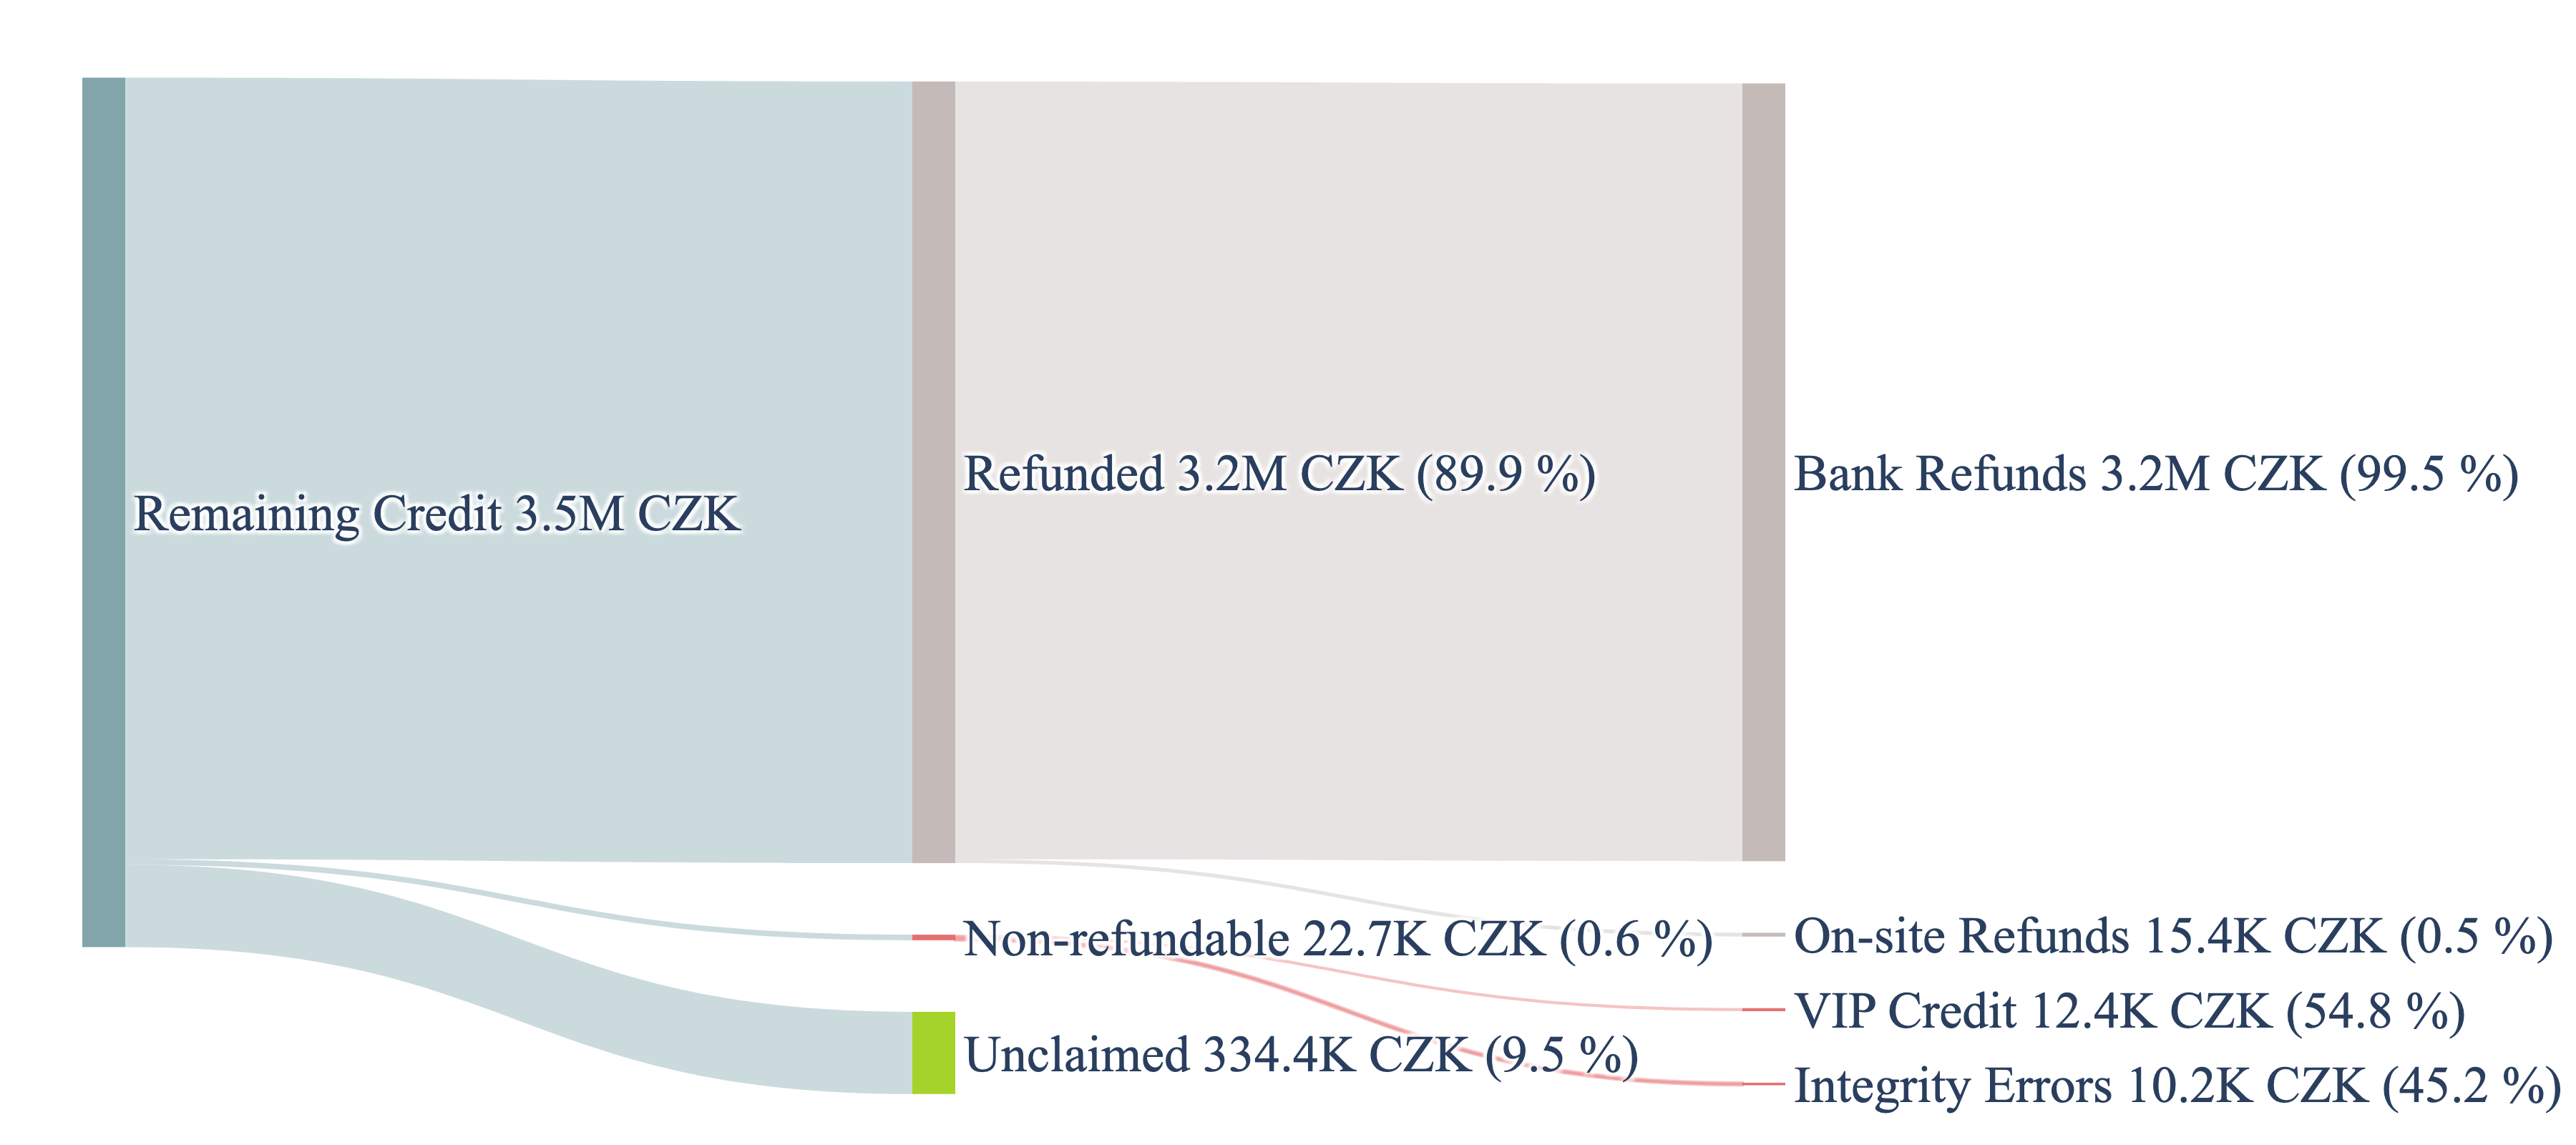 Remaining Credit 3.5M CZK
Refunded 3.2M CZK (89.9 %)
Bank Refunds 3.2M CZK (99.5 %)
Non-refundable 22.7K CZK (0.6 %)
On-site Refunds 15.4K CZK (0.5 %)
VIP Credit 12.4K CZK (54.8 %)
Unclaimed 334.4K CZK (9.5 %)
Integrity Errors 10.2K CZK (45.2 %)